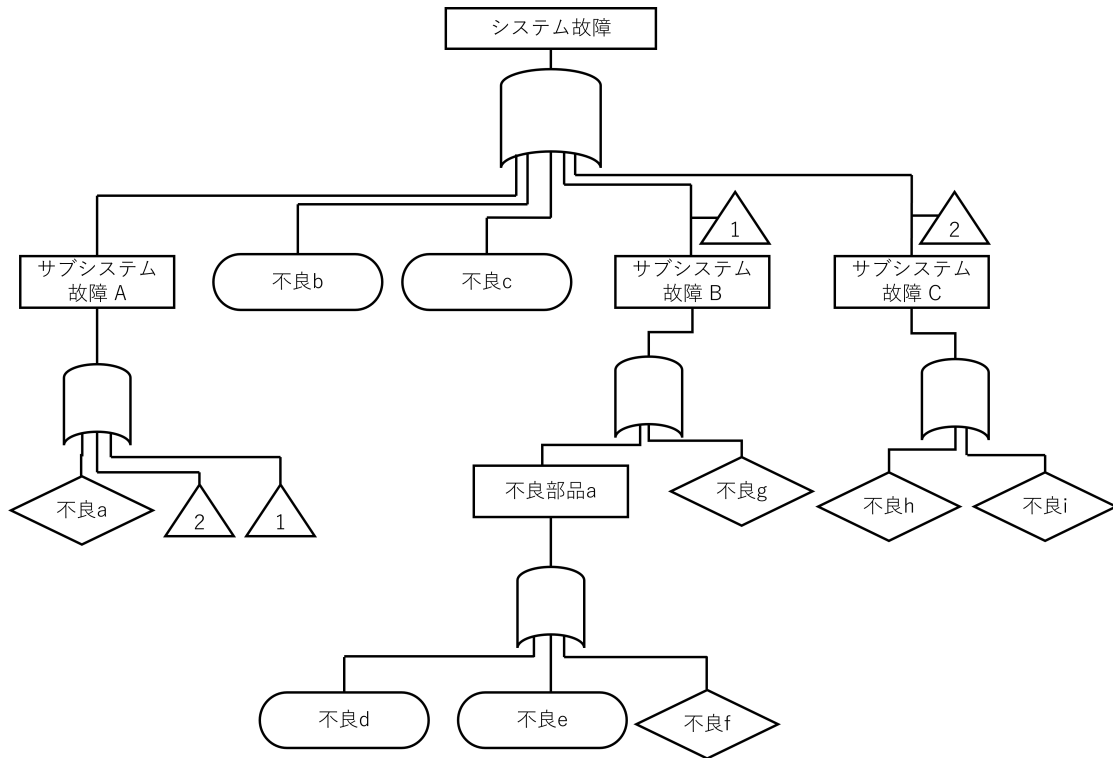 システム故障
1
2
サブシステム
故障 A
不良b
不良c
サブシステム
故障 B
サブシステム
故障 C
不良a
2
1
不良部品a
不良g
不良h
不良i
不良d
不良e
不良f